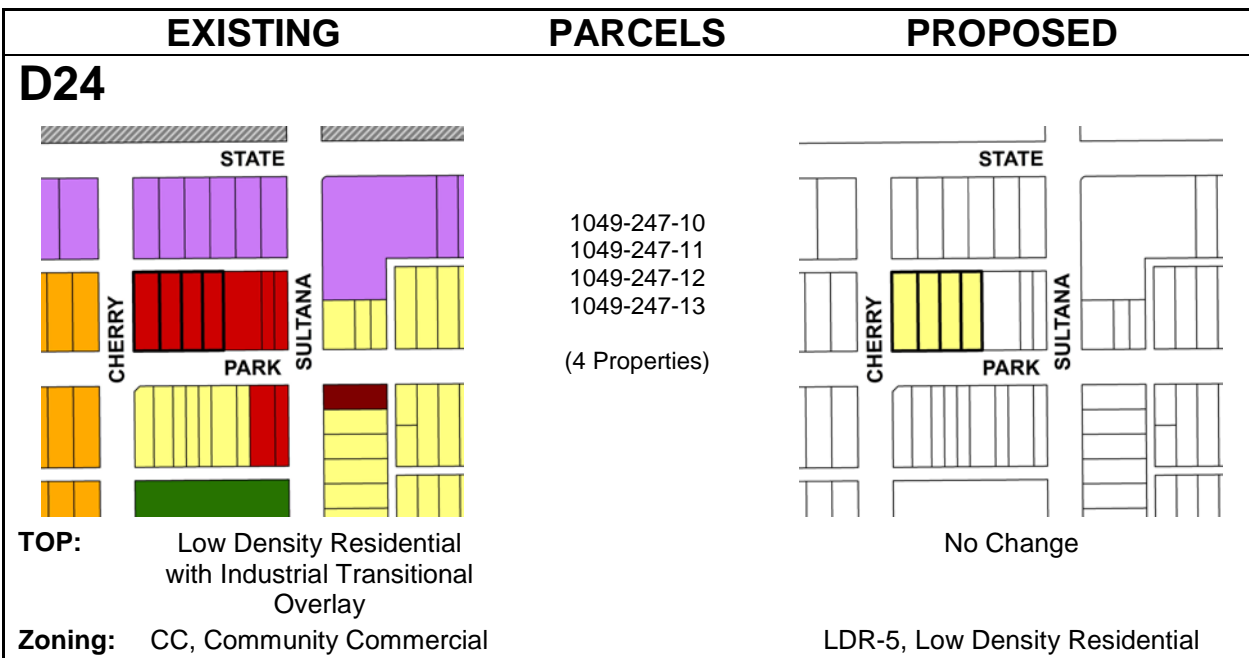 EXISTING PARCELS PROPOSED
D24
STATE
CHERRY
SULTANA
PARK
1049-247-10
1049-247-11
1049-247-12
1049-247-13
(4 Properties)
STATE
CHERRY
SULTANA
PARK
TOP: Low Density Residential No Change
with Industrial Transitional
Overlay
Zoning: CC, Community Commercial LDR-5, Low Density Residential